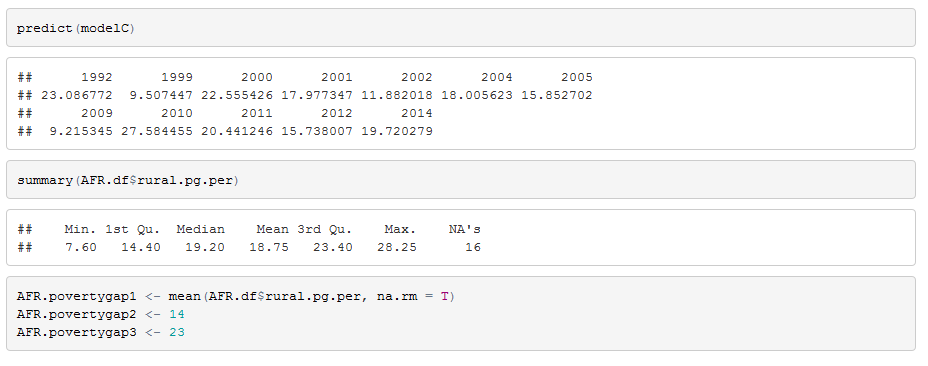 predict(modelC)
##      1992      1999      2000      2001      2002      2004      2005
## 23.086772  9.507447 22.555426 17.977347 11.882018 18.005623 15.852702
##      2009      2010      2011      2012      2014
##  9.215345 27.584455 20.441246 15.738007 19.720279
summary(AFR.df$rural.pg.per)
##    Min. 1st Qu.  Median    Mean 3rd Qu.    Max.    NA's
##    7.60   14.40   19.20   18.75   23.40   28.25      16
AFR.povertygap1 <- mean(AFR.df$rural.pg.per, na.rm = T)
AFR.povertygap2 <- 14
AFR.povertygap3 <- 23